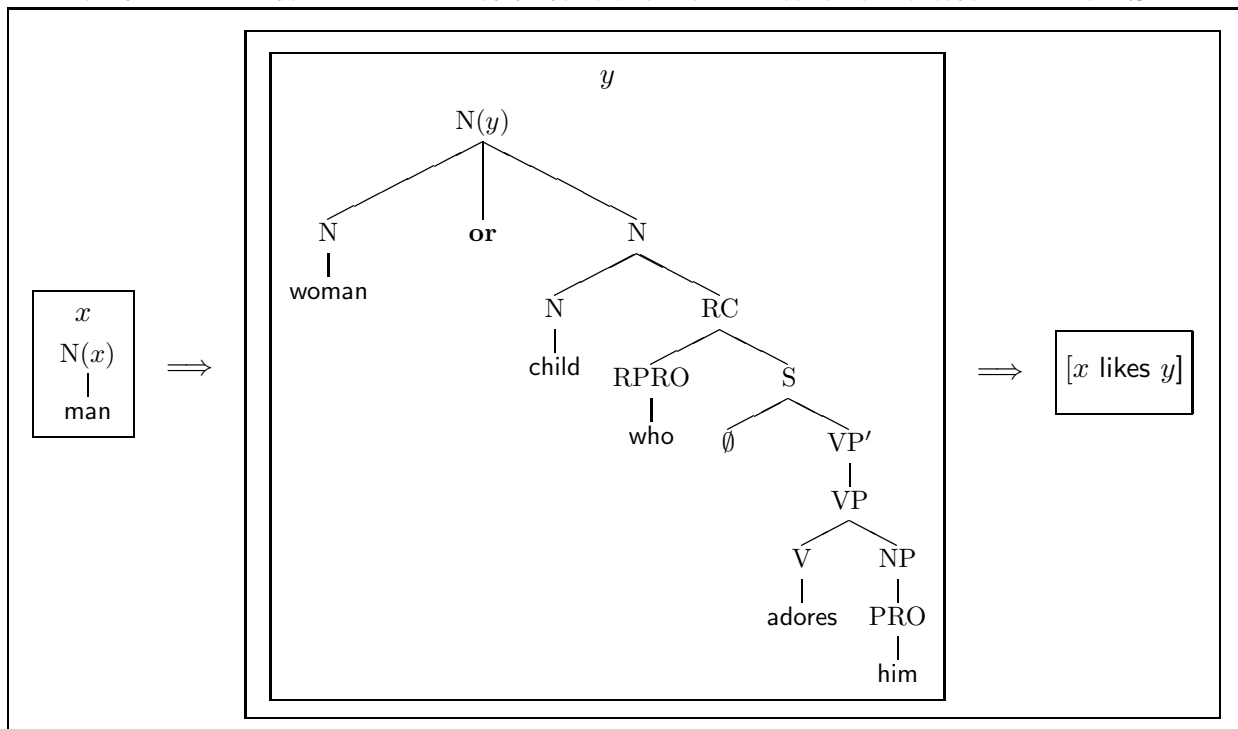 y
N(y)
N or N
woman
N RC
x
N(x) ⟹ child RPRO S ⟹ [x likes y]
man
who ∅ VP′
VP
V NP
adores PRO
him